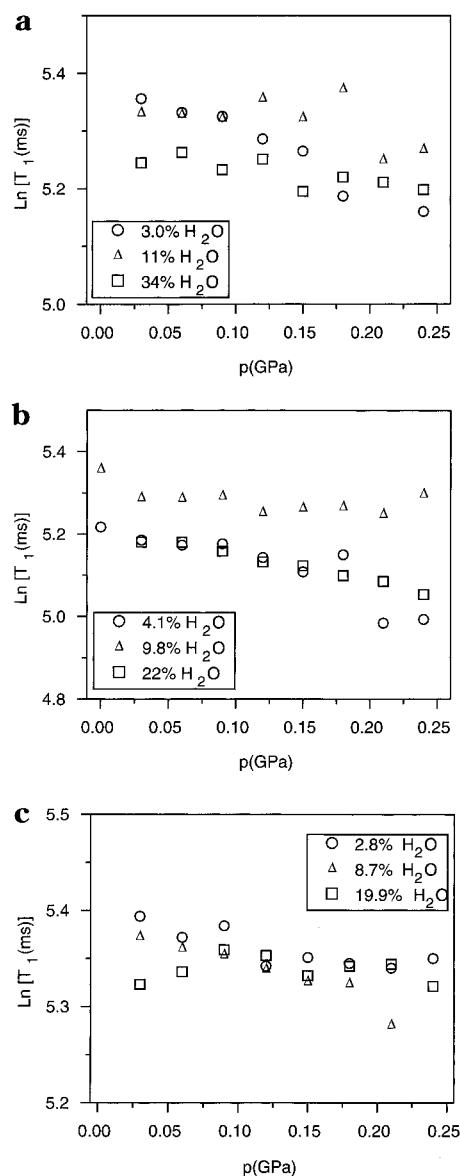 a
Ln [T1(ms)]
5.4
5.2
5.0
○ 3.0% H2O
△ 11% H2O
□ 34% H2O
0.00 0.05 0.10 0.15 0.20 0.25
p(GPa)
b
Ln [T1(ms)]
5.4
5.2
5.0
4.8
○ 4.1% H2O
△ 9.8% H2O
□ 22% H2O
0.00 0.05 0.10 0.15 0.20 0.25
p(GPa)
c
Ln [T1(ms)]
5.5
5.4
5.3
5.2
○ 2.8% H2O
△ 8.7% H2O
□ 19.9% H2O
0.00 0.05 0.10 0.15 0.20 0.25
p(GPa)